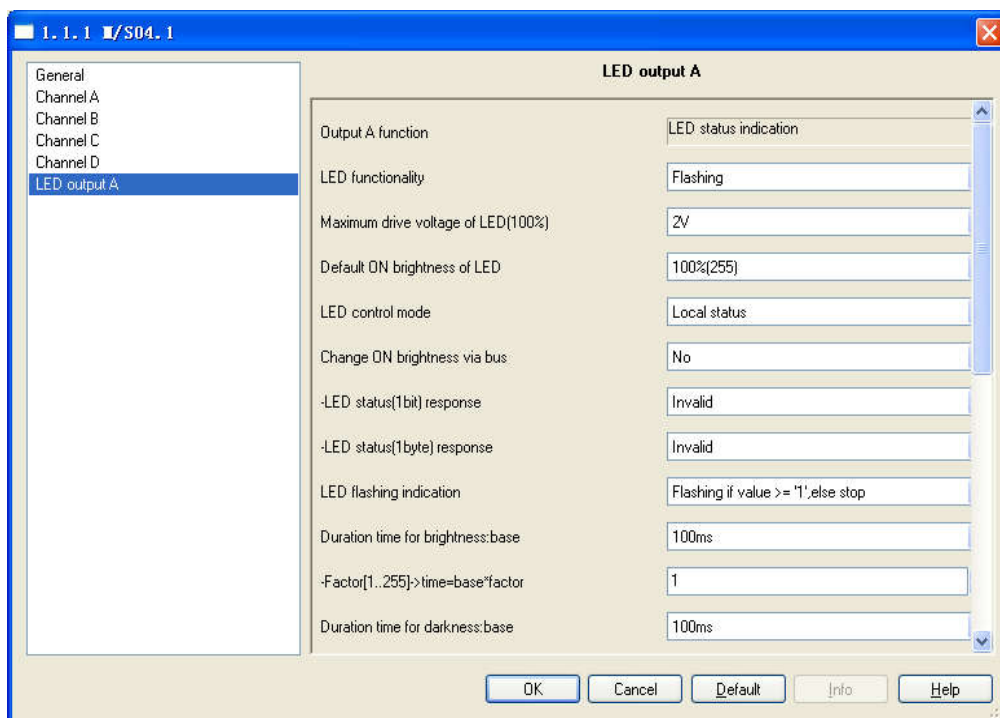 1.1.1 M/S04.1
General
Channel A
Channel B
Channel C
Channel D
LED output A
LED output A
Output A function LED status indication
LED functionality Flashing
Maximum drive voltage of LED(100%) 2V
Default ON brightness of LED 100%(255)
LED control mode Local status
Change ON brightness via bus No
-LED status(1bit) response Invalid
-LED status(1byte) response Invalid
LED flashing indication Flashing if value >= '1',else stop
Duration time for brightness:base 100ms
-Factor[1..255]->time=base*factor 1
Duration time for darkness:base 100ms
OK Cancel Default Info Help